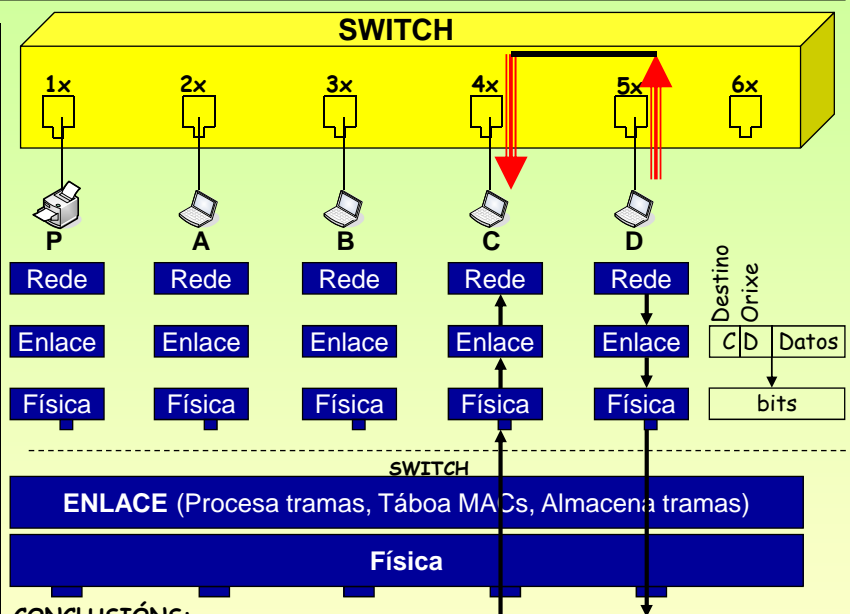 SWITCH
1x 2x 3x 4x 5x 6x
P A B C D
Destino
Orixe
Rede Rede Rede Rede Rede
Enlace Enlace Enlace Enlace Enlace C D Datos
Física Física Física Física Física bits
SWITCH
ENLACE (Procesa tramas, Táboa MACs, Almacena tramas)
Física
CONCLUSIÓNS: